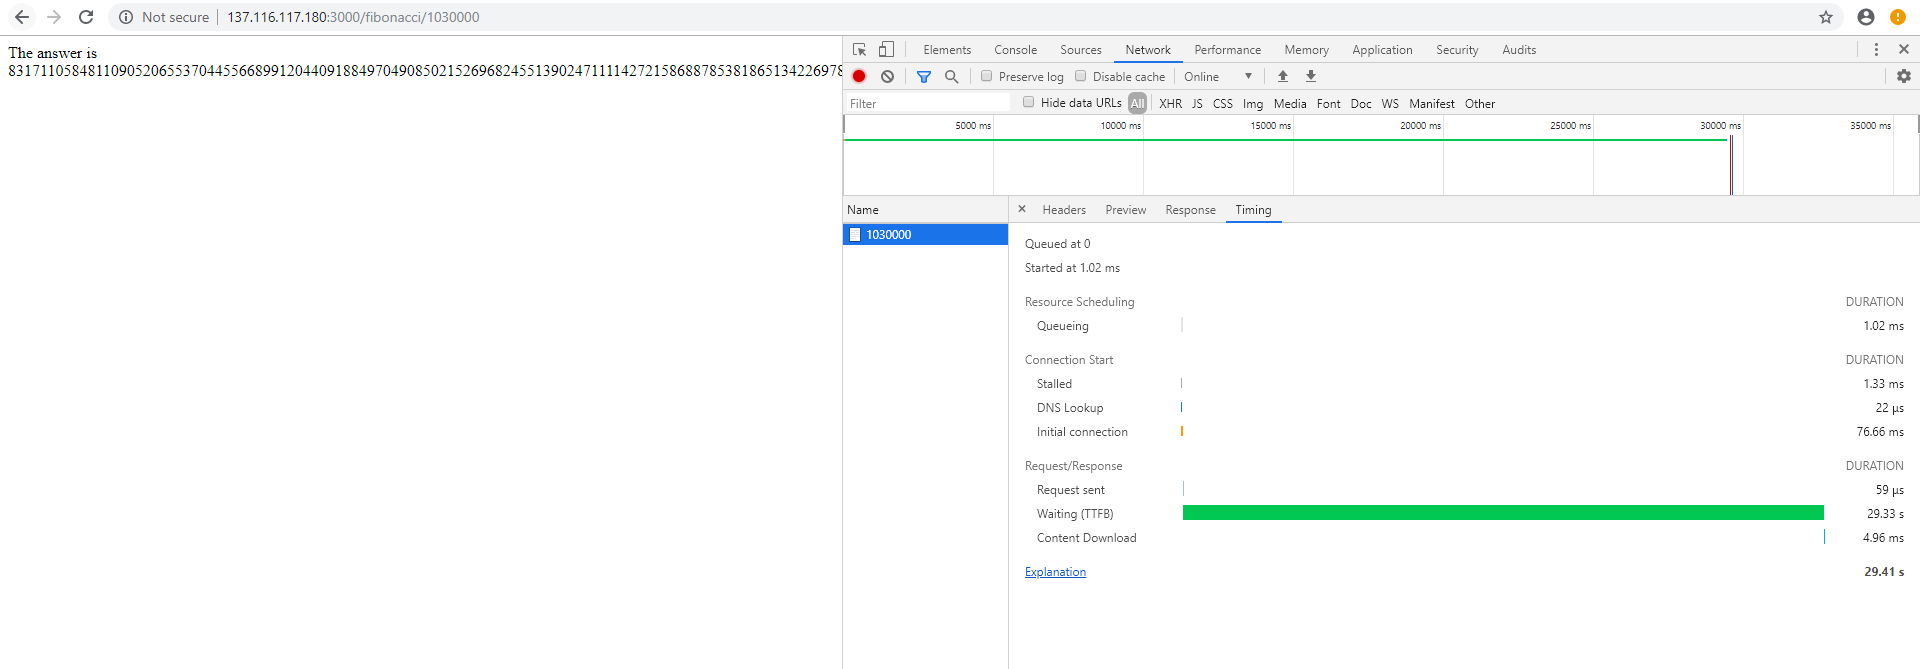 Not secure 137.116.117.180:3000/fibonacci/1030000
The answer is
Elements Console Sources Network Performance Memory Application Security Audits
Preserve log Disable cache Online
Filter Hide data URLs All XHR JS CSS Img Media Font Doc WS Manifest Other
5000 ms 10000 ms 15000 ms 20000 ms 25000 ms 30000 ms 35000 ms
Name Headers Preview Response Timing
1030000
Queued at 0
Started at 1.02 ms
Resource Scheduling DURATION
Queueing 1.02 ms
Connection Start DURATION
Stalled 1.33 ms
DNS Lookup 22 μs
Initial connection 76.66 ms
Request/Response DURATION
Request sent 59 μs
Waiting (TTFB) 29.33 s
Content Download 4.96 ms
Explanation 29.41 s